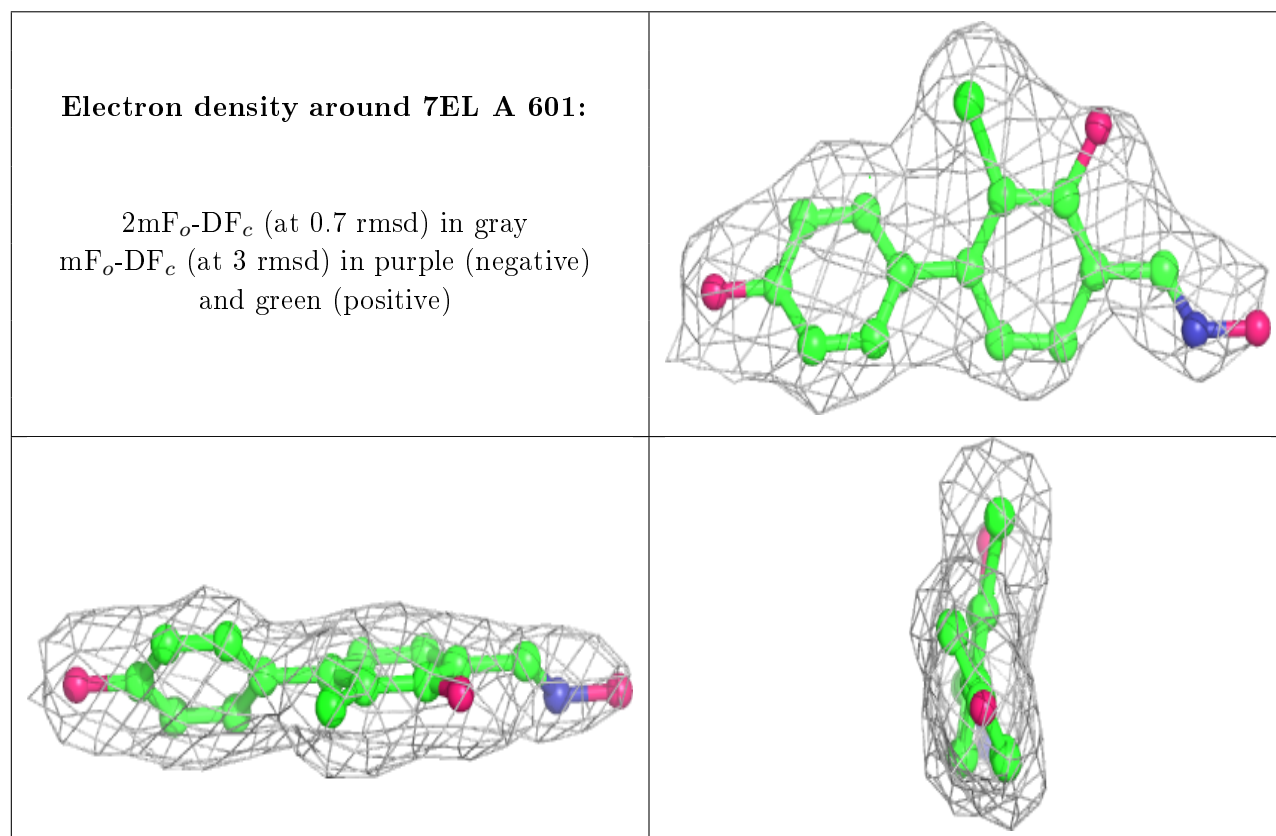 Electron density around 7EL A 601:
2mFo-DFc (at 0.7 rmsd) in gray
mFo-DFc (at 3 rmsd) in purple (negative)
and green (positive)